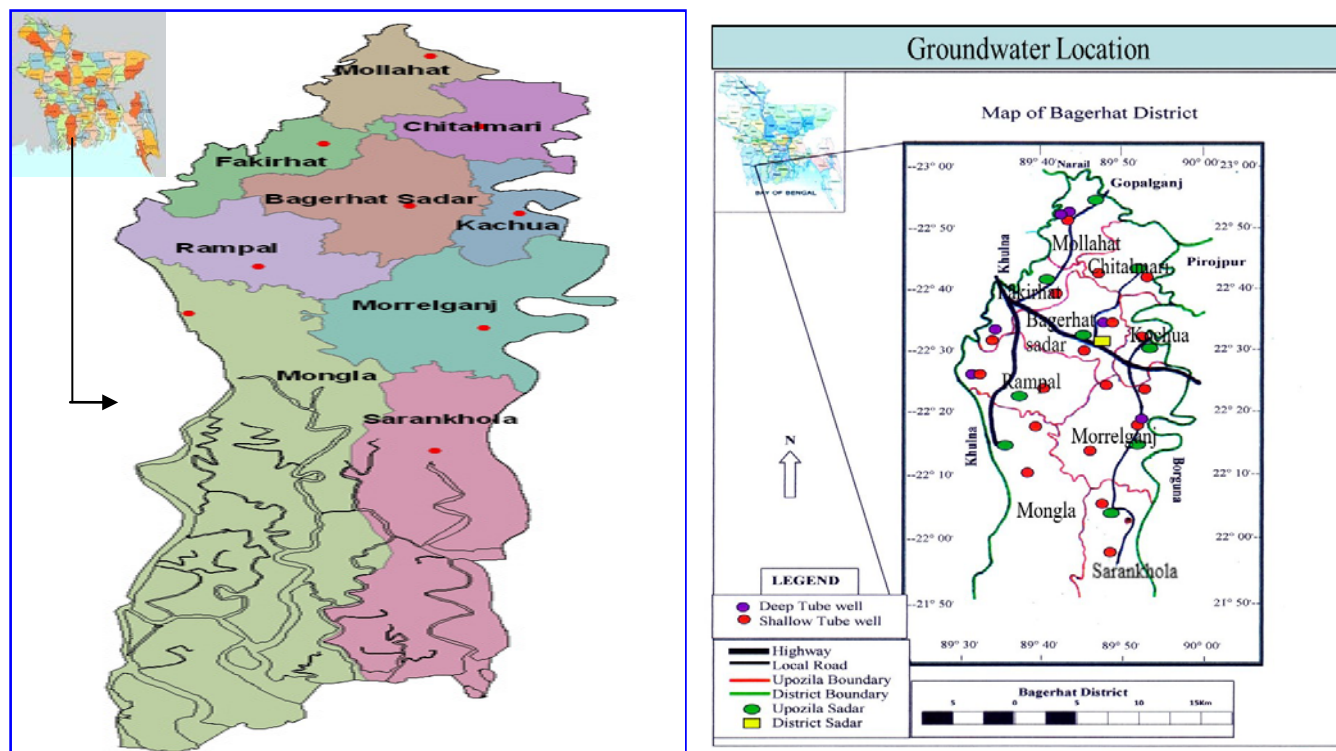 Mollahat
Chitalmari
Fakirhat
Bagerhat Sadar
Kachua
Rampal
Morrelganj
Mongla
Sarankhola
Groundwater Location
Map of Bagerhat District
BAY OF BENGAL
89° 40' 89° 50' 90° 00'
--23° 00' 23° 00'--
Narail
Gopalganj
--22° 50' 22° 50'--
Khulna
Mollahat
Chitalmari
Pirojpur
--22° 40' 22° 40'--
Fakirhat
Bagerhat
sadar
Kachua
--22° 30' 22° 30'--
Rampal
--22° 20' 22° 20'--
Khulna
Morrelganj
Borguna
N
--22° 10' 22° 10'--
Mongla
--22° 00' 22° 00'--
Sarankhola
--21° 50' 21° 50'--
89° 30' 89° 40' 89° 50' 90° 00'
LEGEND
Deep Tube well
Shallow Tube well
Highway
Local Road
Upozila Boundary
District Boundary
Upozila Sadar
District Sadar
Bagerhat District
5 0 5 10 15Km